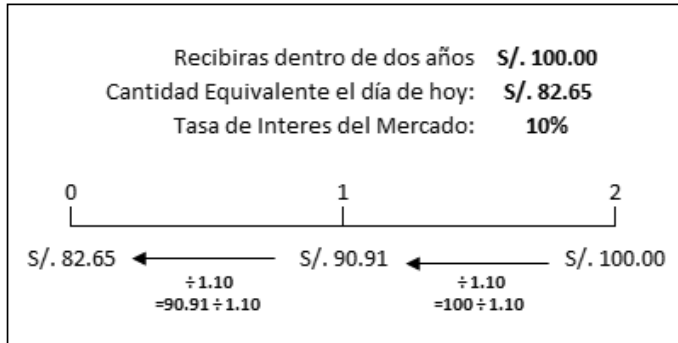 Recibiras dentro de dos años S/. 100.00
Cantidad Equivalente el día de hoy: S/. 82.65
Tasa de Interes del Mercado: 10%
0 1 2
S/. 82.65 S/. 90.91 S/. 100.00
÷1.10 ÷1.10
=90.91÷1.10 =100÷1.10